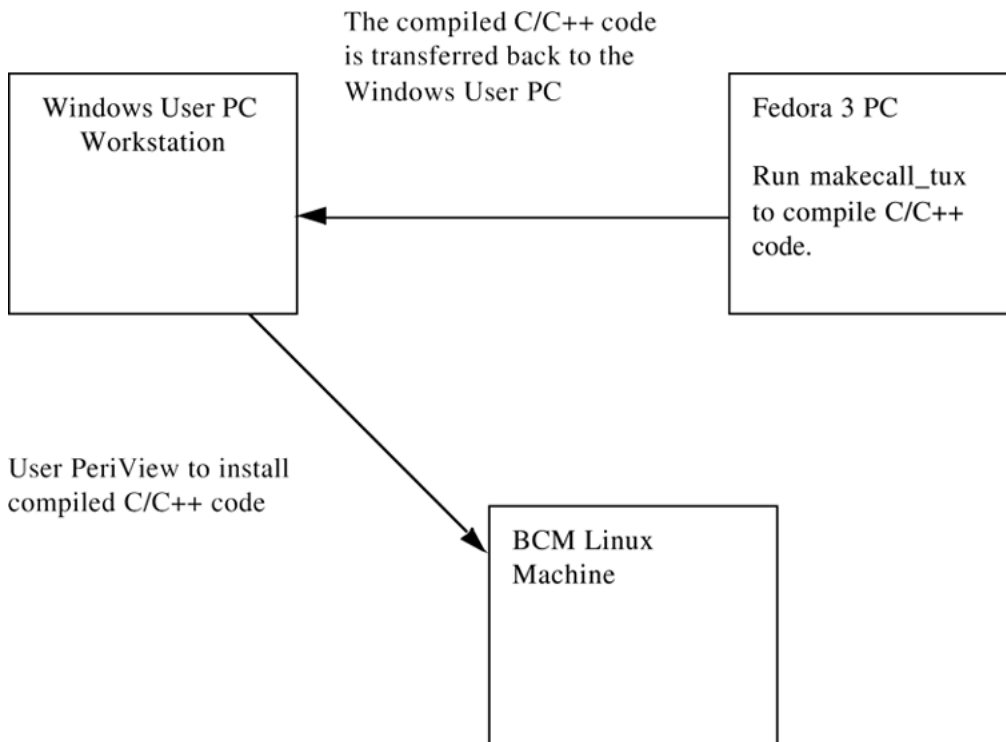 The compiled C/C++ code
is transferred back to the
Windows User PC
Windows User PC
Workstation
Fedora 3 PC
Run makecall_tux
to compile C/C++
code.
User PeriView to install
compiled C/C++ code
BCM Linux
Machine